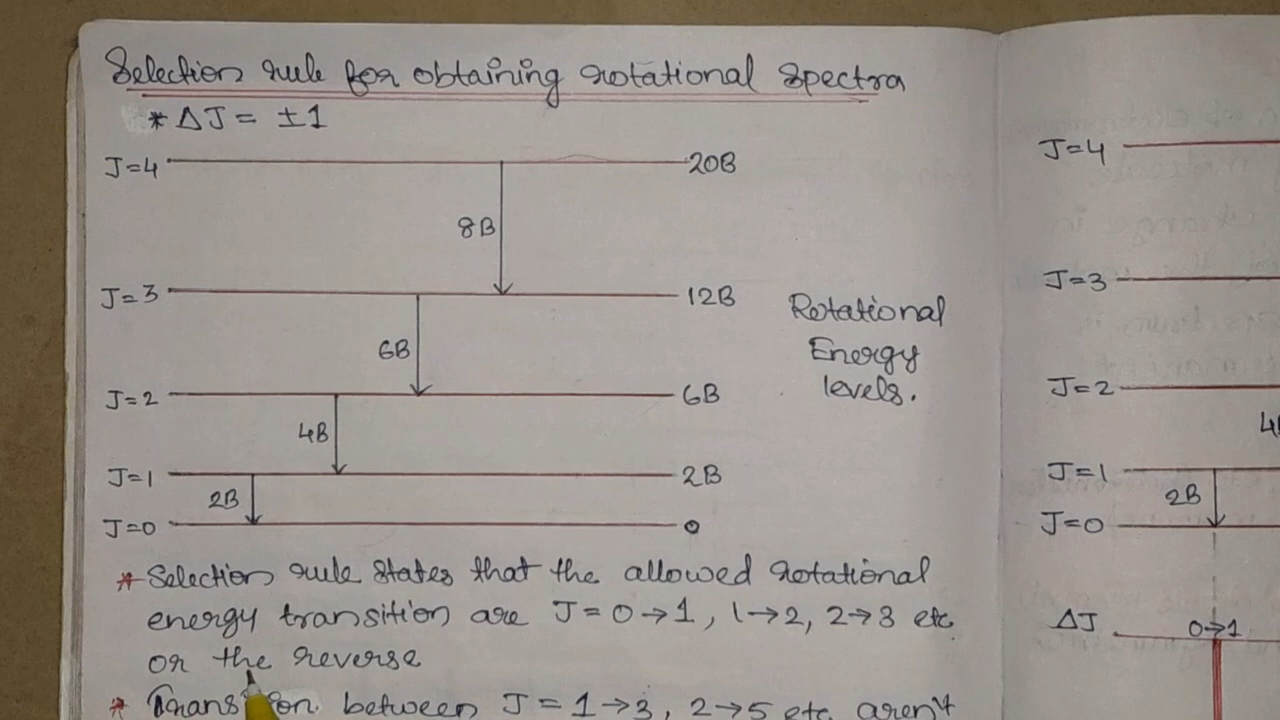 Selection rule for obtaining rotational Spectra
* ΔJ = ±1
J=4 20B
8B
J=3 12B
Rotational
Energy
levels.
6B
J=2 6B
4B
J=1 2B
2B
J=0 0
* Selection rule states that the allowed rotational
energy transition are J = 0→1, 1→2, 2→3 etc
or the reverse
* between J = 1→3, 2→5 etc aren't
J=4
J=3
J=2
J=1
2B
J=0
ΔJ 0→1